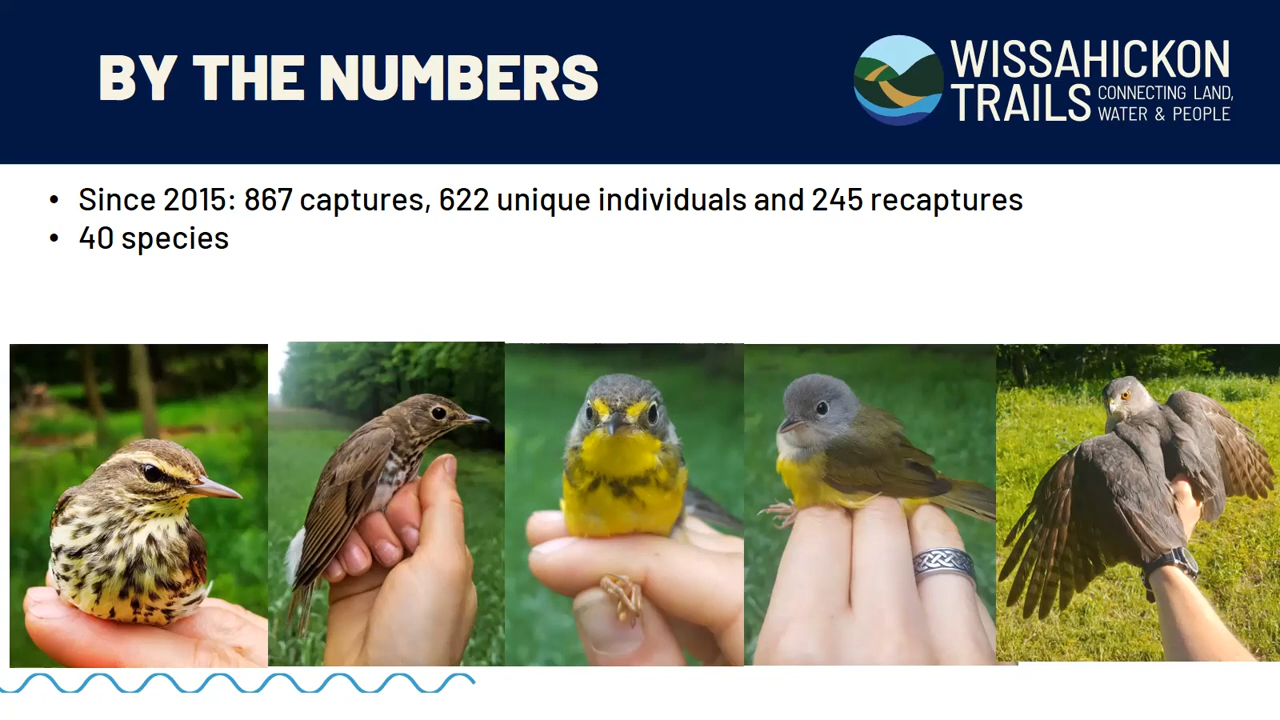 BY THE NUMBERS
WISSAHICKON
TRAILS CONNECTING LAND,
WATER & PEOPLE
• Since 2015: 867 captures, 622 unique individuals and 245 recaptures
• 40 species